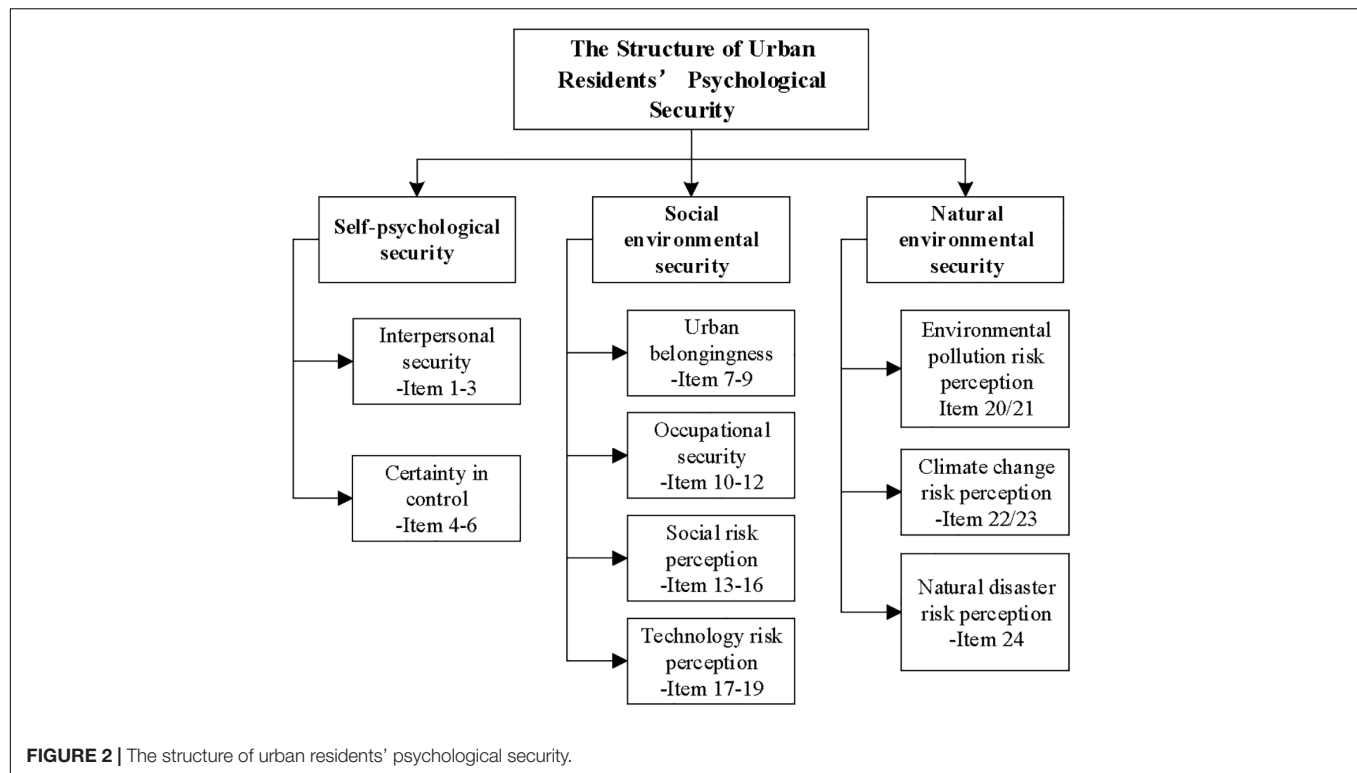 The Structure of Urban
Residents’ Psychological
Security
Self-psychological
security
Interpersonal
security
-Item 1-3
Certainty in
control
-Item 4-6
Social
environmental
security
Urban
belongingness
-Item 7-9
Occupational
security
-Item 10-12
Social risk
perception
-Item 13-16
Technology risk
perception
-Item 17-19
Natural
environmental
security
Environmental
pollution risk
perception
Item 20/21
Climate change
risk perception
-Item 22/23
Natural disaster
risk perception
-Item 24
FIGURE 2 | The structure of urban residents’ psychological security.